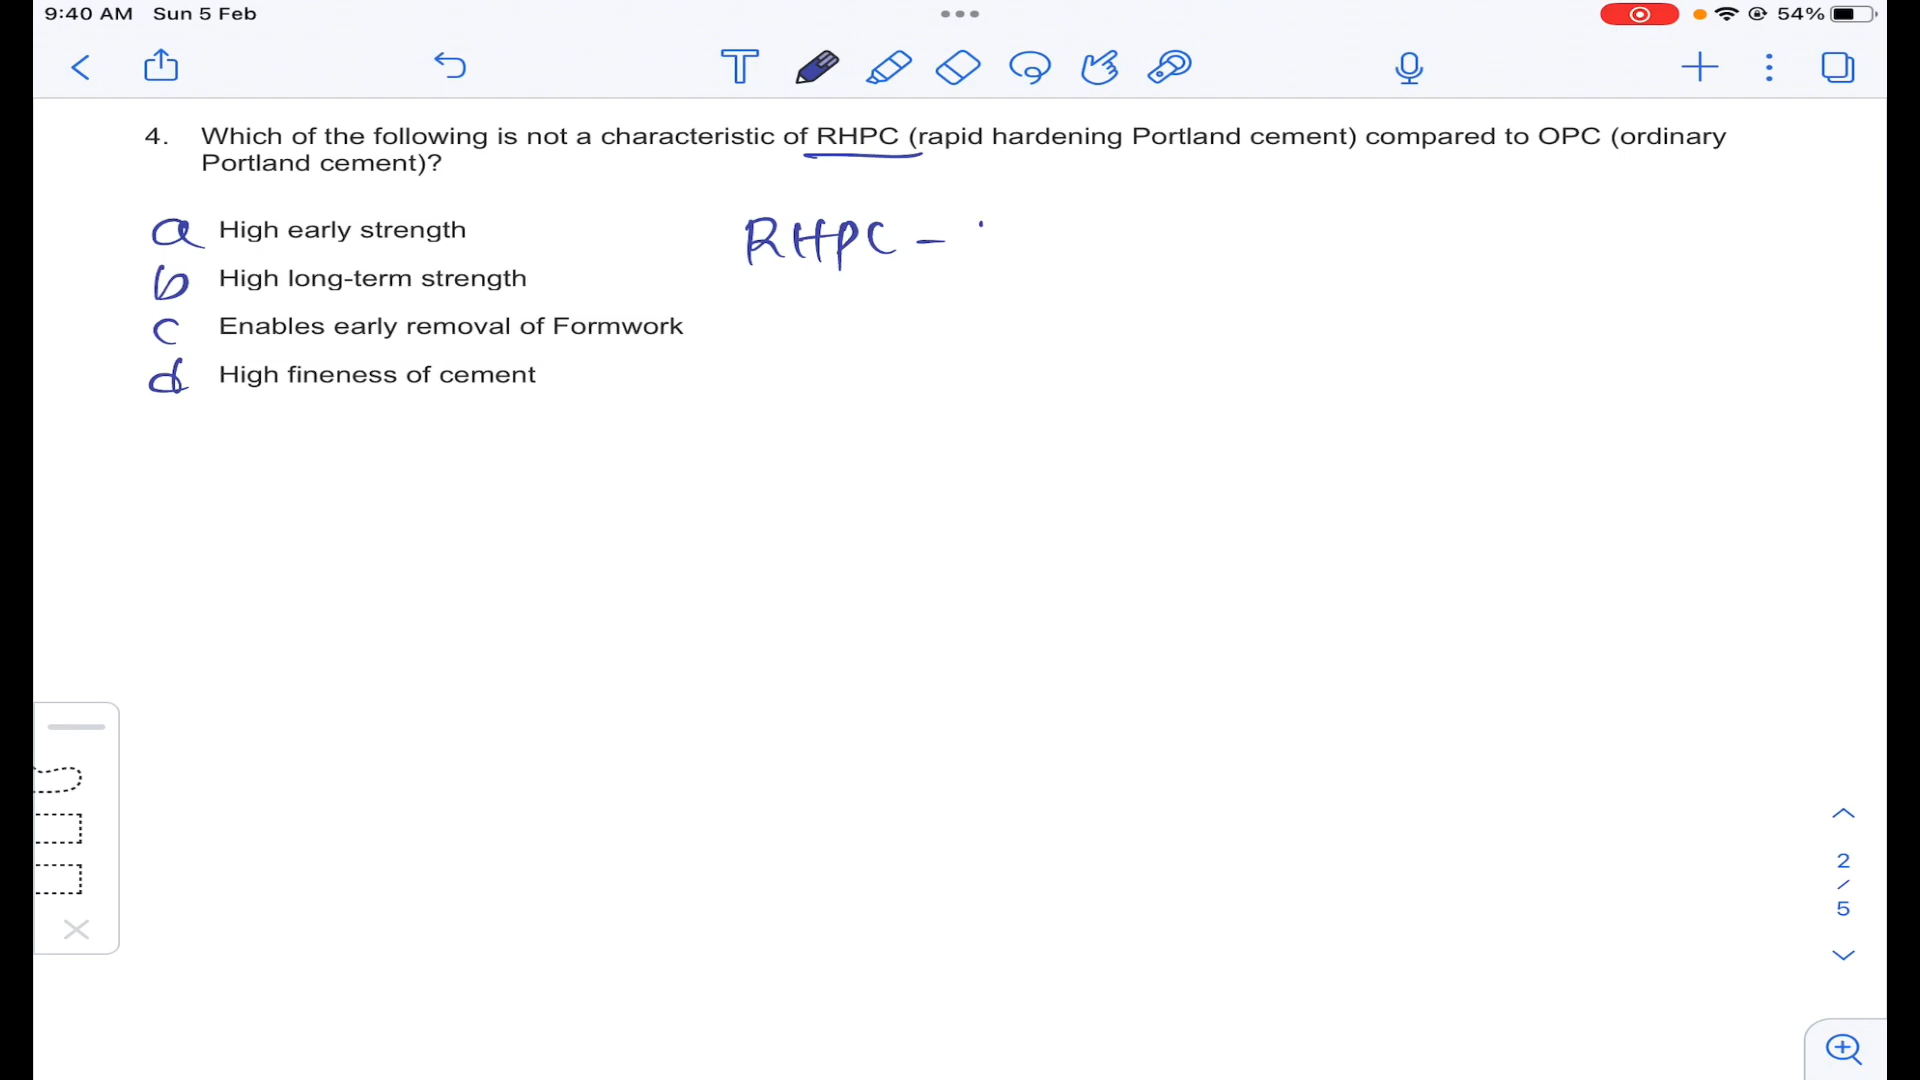 9:40 AM Sun 5 Feb
54%
4. Which of the following is not a characteristic of RHPC (rapid hardening Portland cement) compared to OPC (ordinary
Portland cement)?
a High early strength
RHPC -
b High long-term strength
c Enables early removal of Formwork
d High fineness of cement
2
/
5